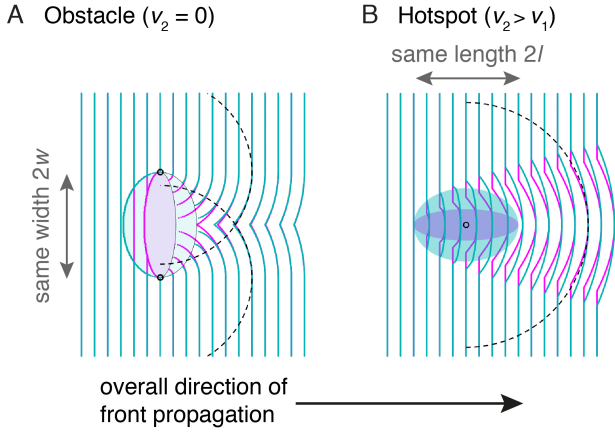 A Obstacle (v₂ = 0)
B Hotspot (v₂ > v₁)
same length 2l
same width 2w
overall direction of
front propagation